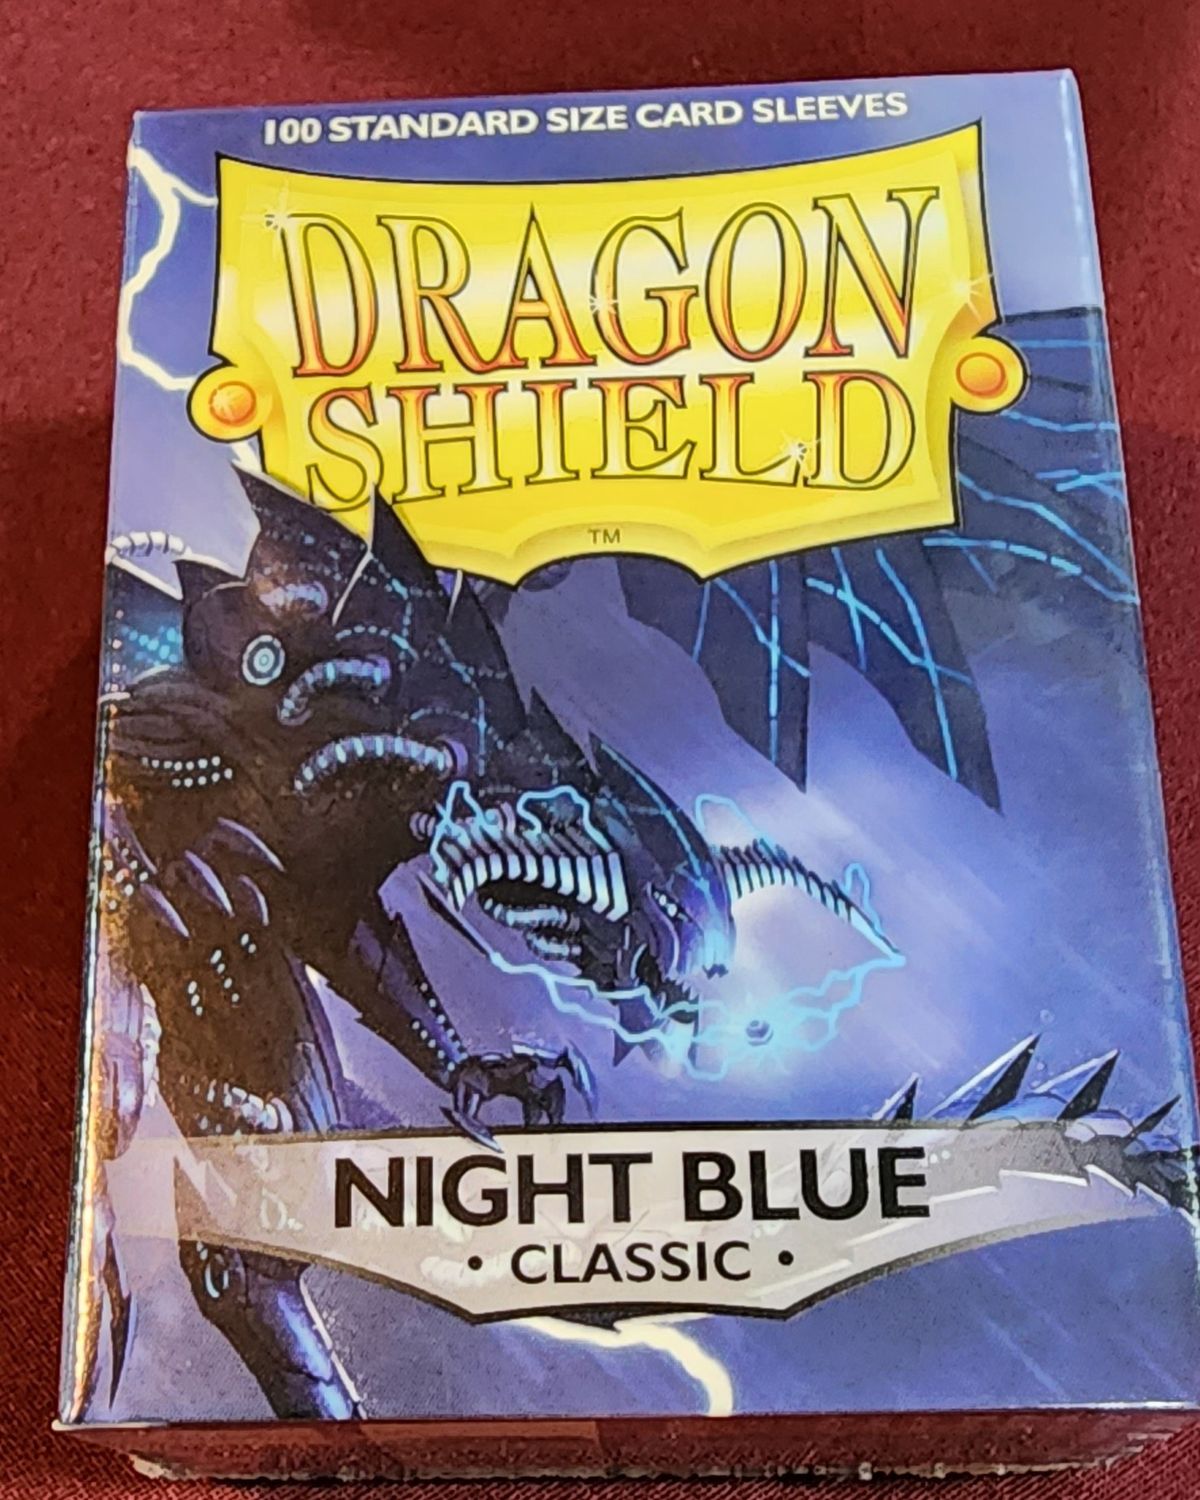 100 STANDARD SIZE CARD SLEEVES
DRAGON
SHIELD
TM
NIGHT BLUE
• CLASSIC •